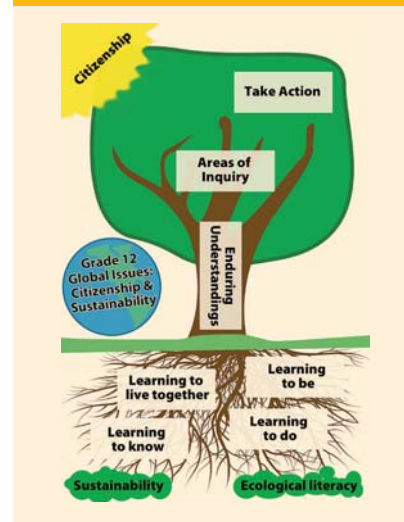 Citizenship
Take Action
Areas of
Inquiry
Enduring
Understandings
Grade 12
Global Issues:
Citizenship &
Sustainability
Learning to
live together
Learning
to be
Learning
to know
Learning
to do
Sustainability
Ecological literacy